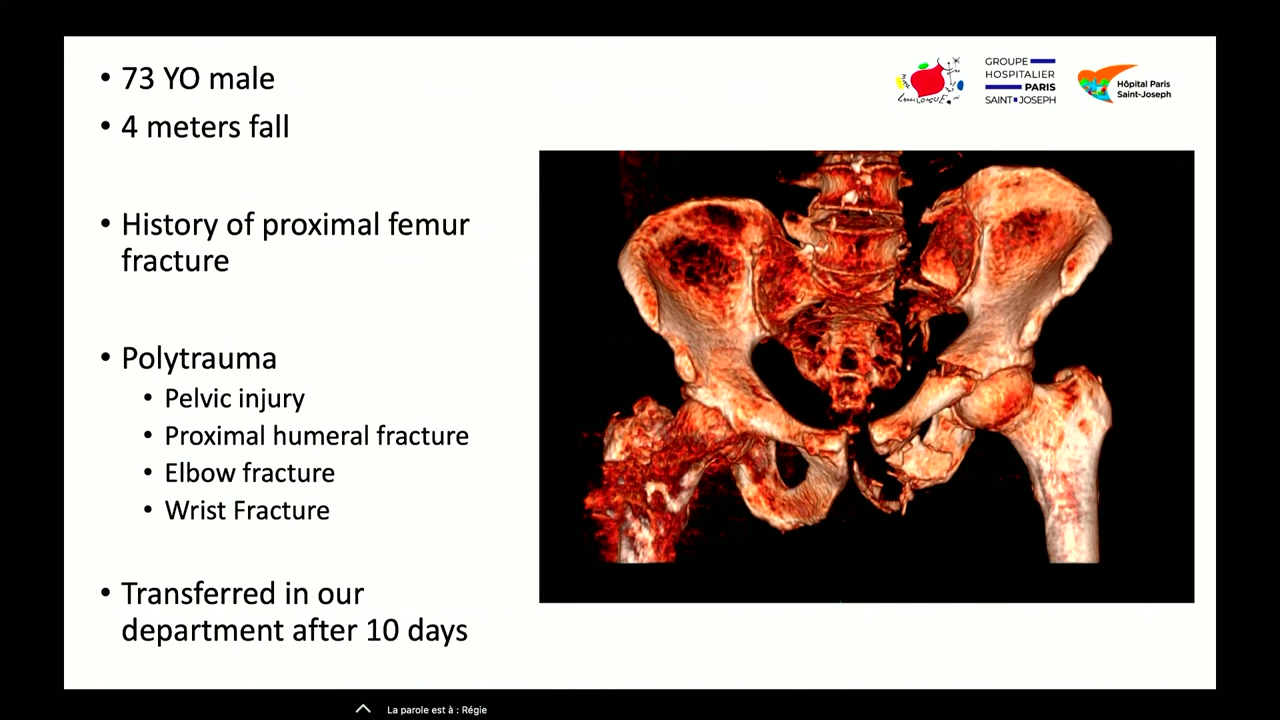 • 73 YO male
• 4 meters fall
• History of proximal femur
fracture
• Polytrauma
• Pelvic injury
• Proximal humeral fracture
• Elbow fracture
• Wrist Fracture
• Transferred in our
department after 10 days
GROUPE
HOSPITALIER
PARIS
SAINT JOSEPH
Hôpital Paris
Saint-Joseph
La parole est à : Régie